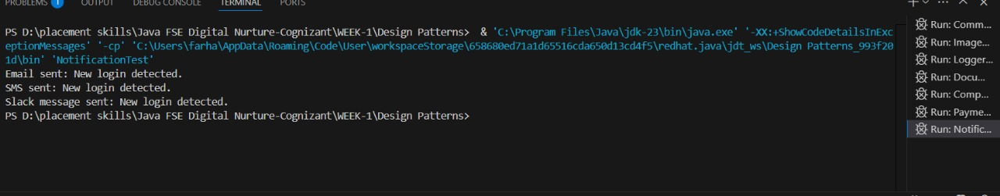 PROBLEMS 1 OUTPUT DEBUG CONSOLE TERMINAL PORTS
PS D:\placement skills\Java FSE Digital Nurture-Cognizant\WEEK-1\Design Patterns>  & 'C:\Program Files\Java\jdk-23\bin\java.exe' '-XX:+ShowCodeDetailsInExc
eptionMessages' '-cp' 'C:\Users\farha\AppData\Roaming\Code\User\workspaceStorage\658680ed71a1d65516cda650d13cd4f5\redhat.java\jdt_ws\Design Patterns_993f20
1d\bin' 'NotificationTest'
Email sent: New login detected.
SMS sent: New login detected.
Slack message sent: New login detected.
PS D:\placement skills\Java FSE Digital Nurture-Cognizant\WEEK-1\Design Patterns>
Run: Comm...
Run: Image...
Run: Logger...
Run: Docu...
Run: Comp...
Run: Payme...
Run: Notific...